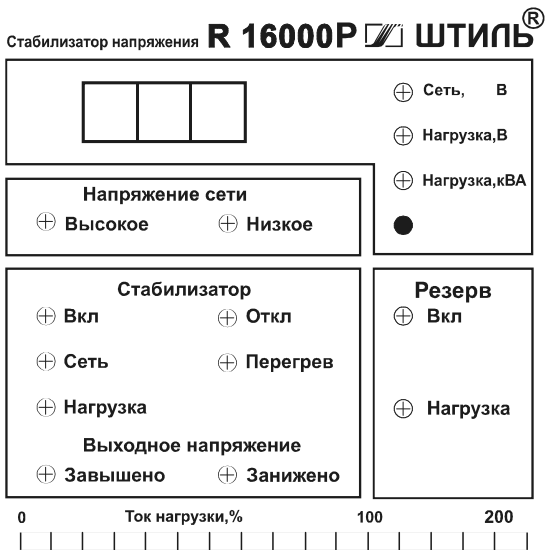 Стабилизатор напряжения R 16000P ШТИЛЬ®
Сеть, В
Нагрузка,В
Нагрузка,кВА
Напряжение сети
Высокое Низкое
Стабилизатор
Вкл Откл
Сеть Перегрев
Нагрузка
Выходное напряжение
Завышено Занижено
Резерв
Вкл
Нагрузка
0 Ток нагрузки,% 100 200